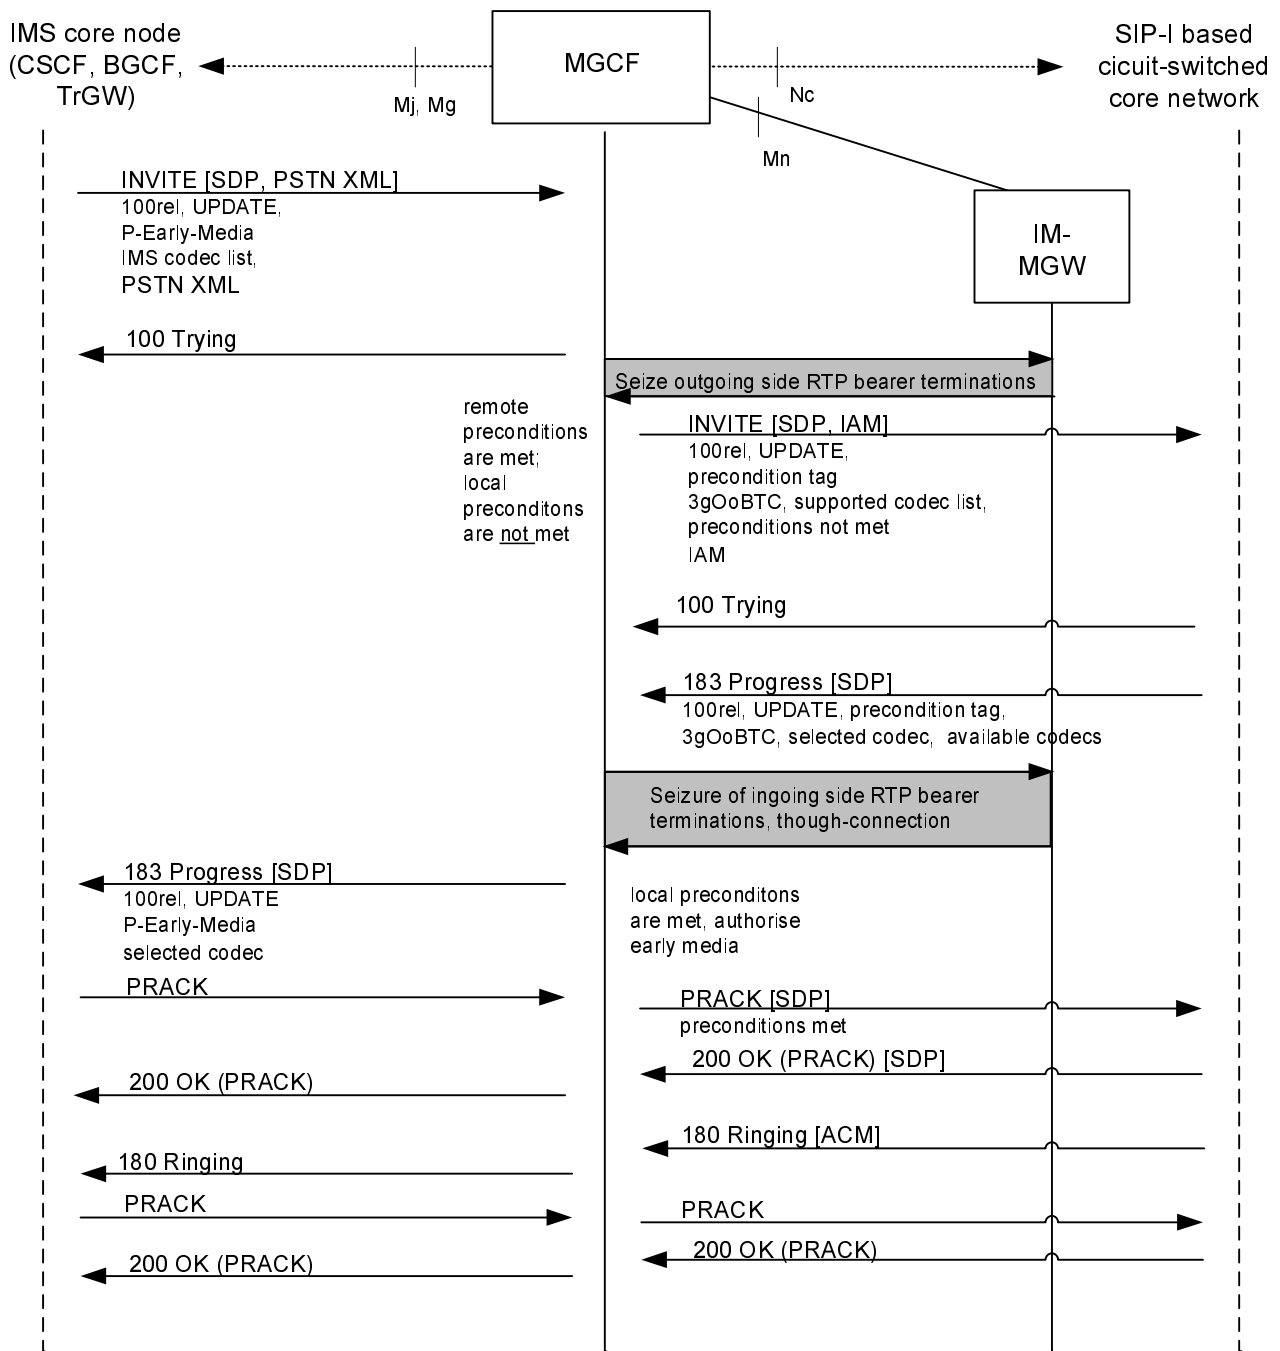 IMS core node
(CSCF, BGCF,
TrGW)
MGCF
SIP-I based
cicuit-switched
core network
Mj, Mg
Nc
Mn
INVITE [SDP, PSTN XML]
100rel, UPDATE,
P-Early-Media
IMS codec list,
PSTN XML
IM-
MGW
100 Trying
Seize outgoing side RTP bearer terminations
remote
preconditions
are met;
local
preconditons
are not met
INVITE [SDP, IAM]
100rel, UPDATE,
precondition tag
3gOoBTC, supported codec list,
preconditions not met
IAM
100 Trying
183 Progress [SDP]
100rel, UPDATE, precondition tag,
3gOoBTC, selected codec, available codecs
Seizure of ingoing side RTP bearer
terminations, though-connection
183 Progress [SDP]
100rel, UPDATE
P-Early-Media
selected codec
local preconditons
are met, authorise
early media
PRACK
PRACK [SDP]
preconditions met
200 OK (PRACK) [SDP]
200 OK (PRACK)
180 Ringing [ACM]
180 Ringing
PRACK
PRACK
200 OK (PRACK)
200 OK (PRACK)